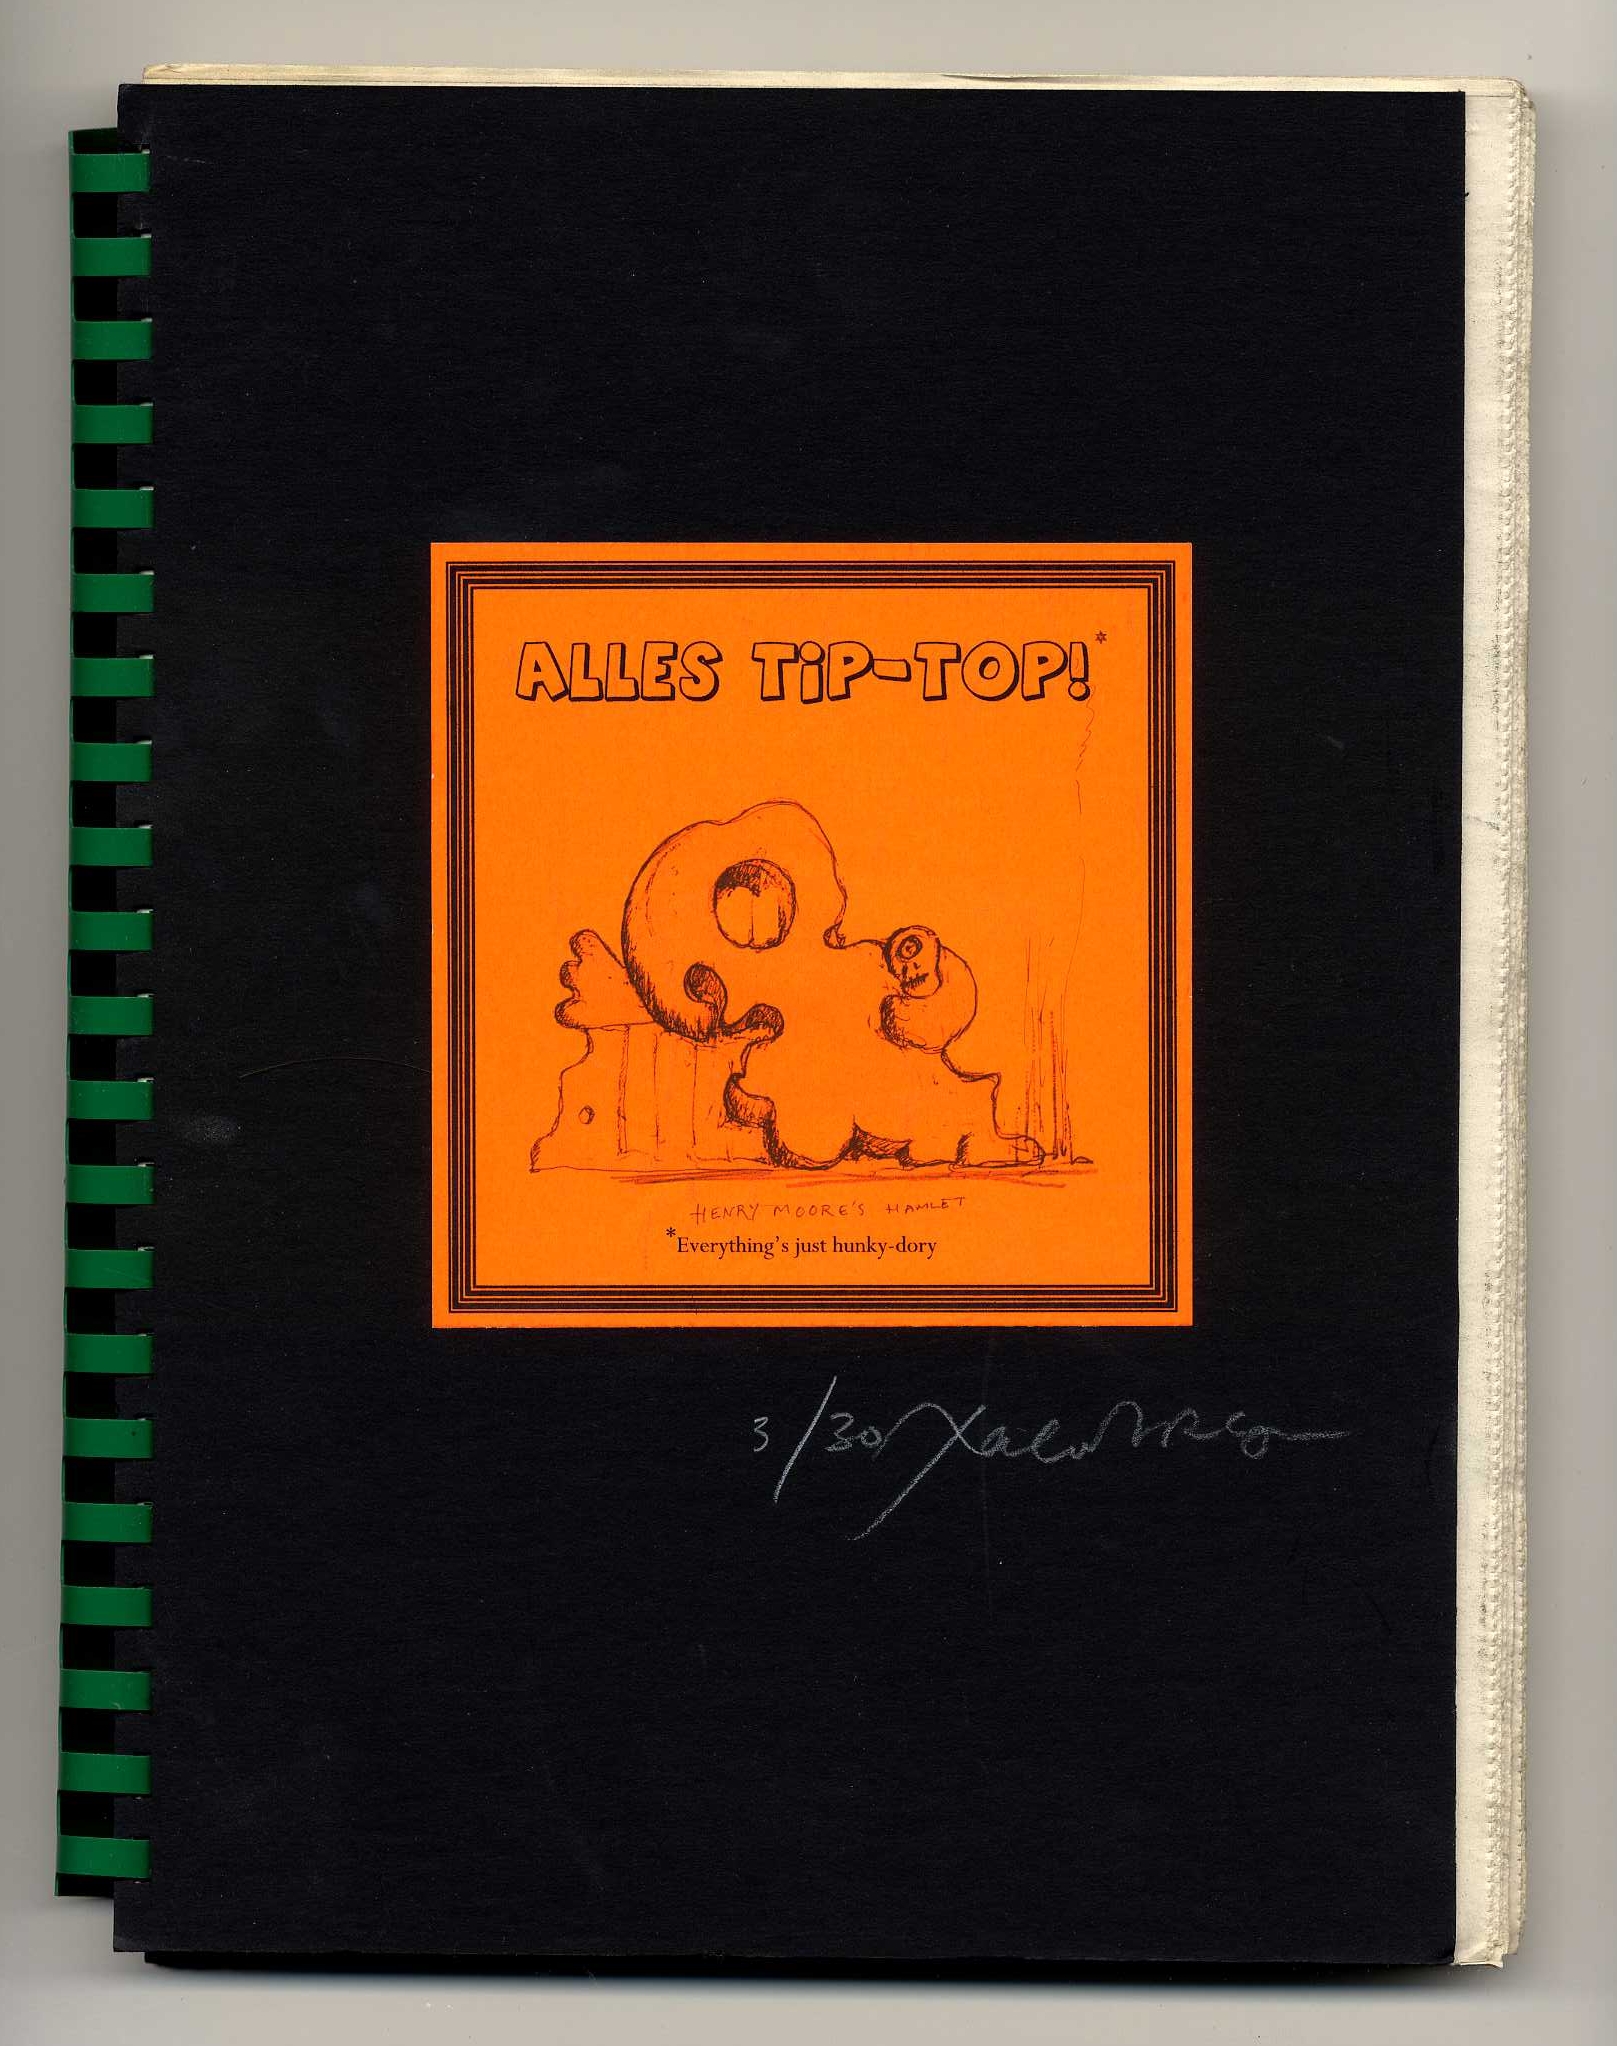 ALLES TiP-TOP!*
HENRY MOORE'S HAMLET
*Everything's just hunky-dory
3/30